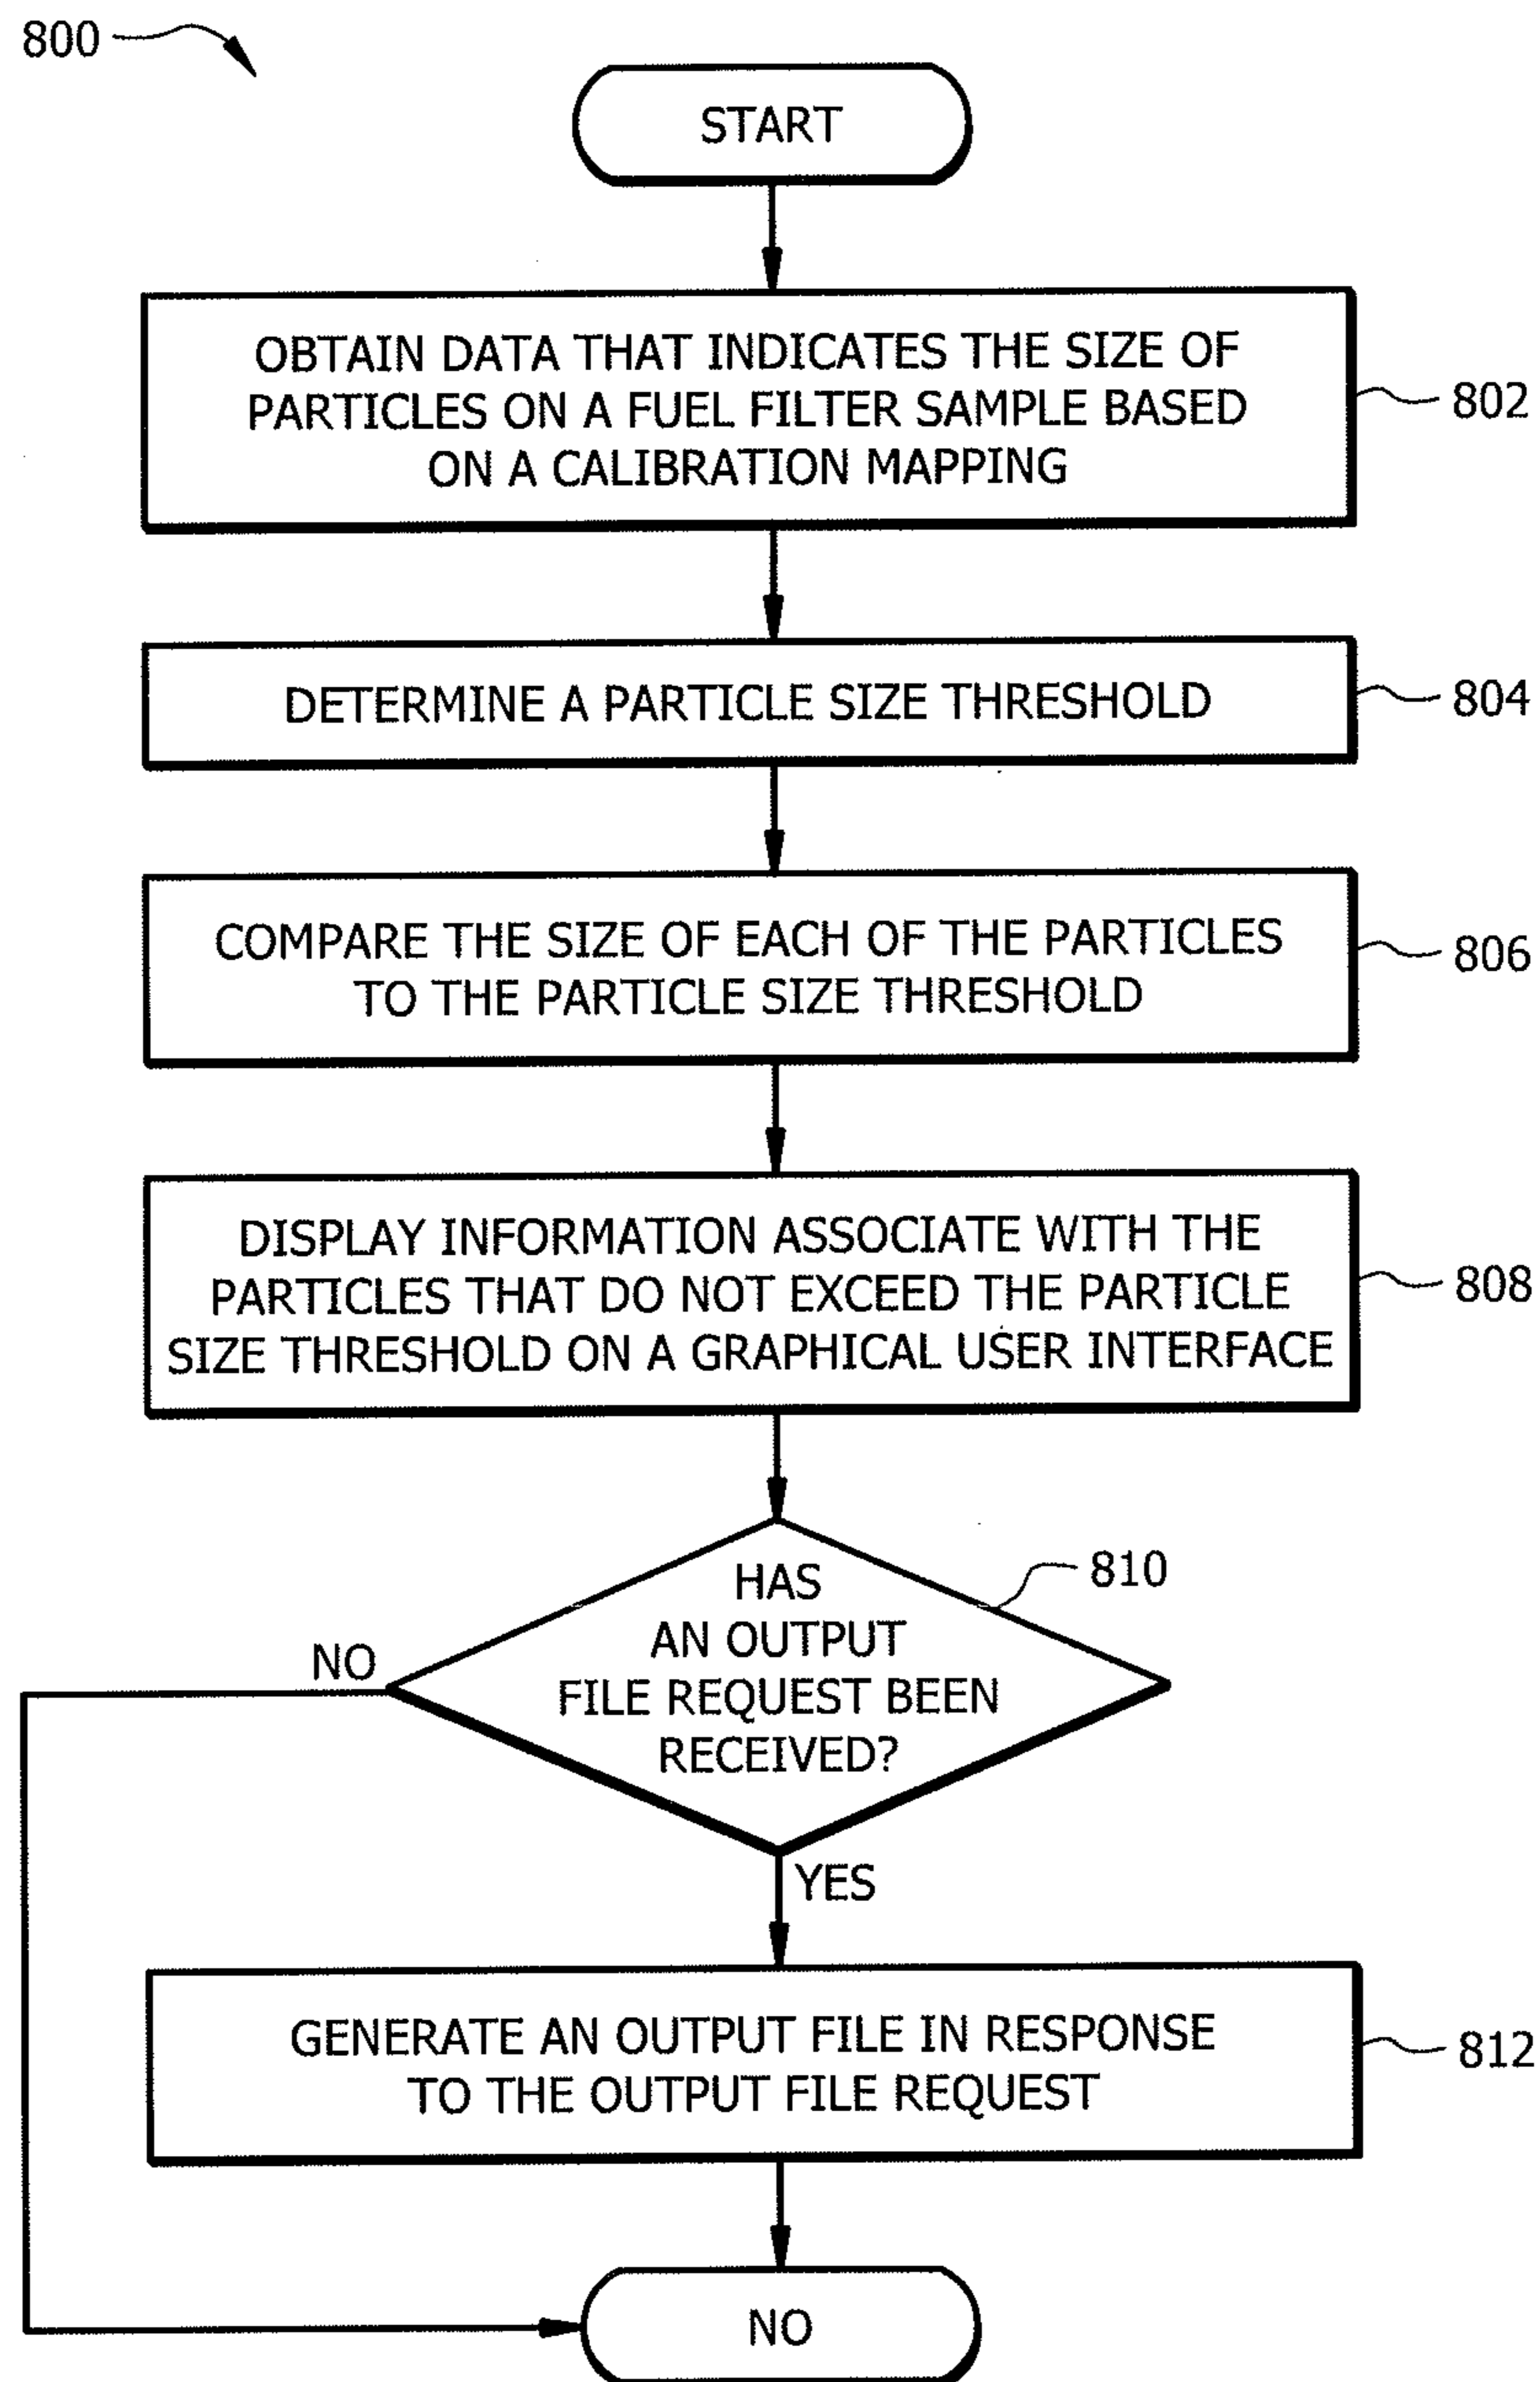 800
START
OBTAIN DATA THAT INDICATES THE SIZE OF
PARTICLES ON A FUEL FILTER SAMPLE BASED
ON A CALIBRATION MAPPING
802
DETERMINE A PARTICLE SIZE THRESHOLD
804
COMPARE THE SIZE OF EACH OF THE PARTICLES
TO THE PARTICLE SIZE THRESHOLD
806
DISPLAY INFORMATION ASSOCIATE WITH THE
PARTICLES THAT DO NOT EXCEED THE PARTICLE
SIZE THRESHOLD ON A GRAPHICAL USER INTERFACE
808
HAS
AN OUTPUT
FILE REQUEST BEEN
RECEIVED?
810
NO
YES
GENERATE AN OUTPUT FILE IN RESPONSE
TO THE OUTPUT FILE REQUEST
812
NO